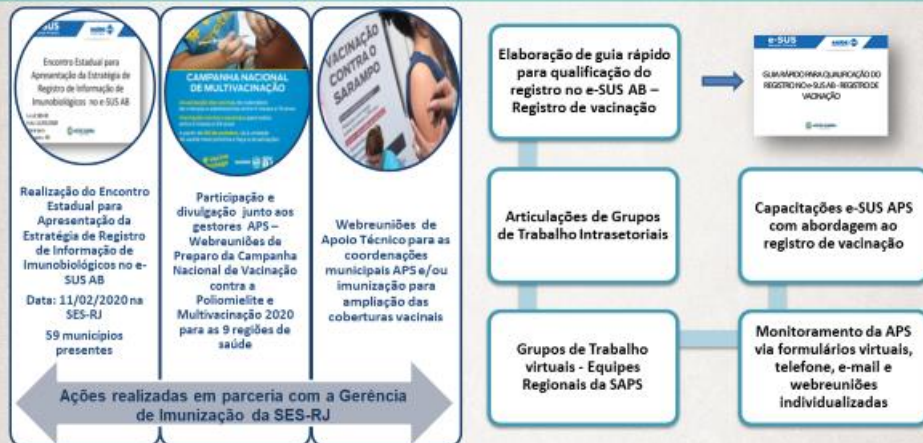 e-SUS
Encontro Estadual para
Apresentação da Estratégia de
Registro de Informação de
Imunobiológicos no e SUS AB
Realização do Encontro
Estadual para
Apresentação da
Estratégia de Registro
de Informação de
Imunobiológicos no e-
SUS AB
Data: 11/02/2020 na
SES-RJ
59 municípios
presentes
CAMPANHA NACIONAL
DE MULTIVACINAÇÃO
Participação e
divulgação junto aos
gestores APS –
Webreuniões de
Preparo da Campanha
Nacional de Vacinação
contra a
Poliomielite e
Multivacinação 2020
para as 9 regiões de
saúde
VACINAÇÃO
CONTRA O
SARAMPO
Webreuniões de
Apoio Técnico para as
coordenações
municipais APS e/ou
imunização para
ampliação das
coberturas vacinais
Ações realizadas em parceria com a Gerência
de Imunização da SES-RJ
Elaboração de guia rápido
para qualificação do
registro no e-SUS AB –
Registro de vacinação
e-SUS
GUIA RÁPIDO PARA QUALIFICAÇÃO DO
REGISTRO NO e-SUS AB - REGISTRO DE
VACINAÇÃO
Articulações de Grupos
de Trabalho Intrasetoriais
Capacitações e-SUS APS
com abordagem ao
registro de vacinação
Grupos de Trabalho
virtuais - Equipes
Regionais da SAPS
Monitoramento da APS
via formulários virtuais,
telefone, e-mail e
webreuniões
individualizadas